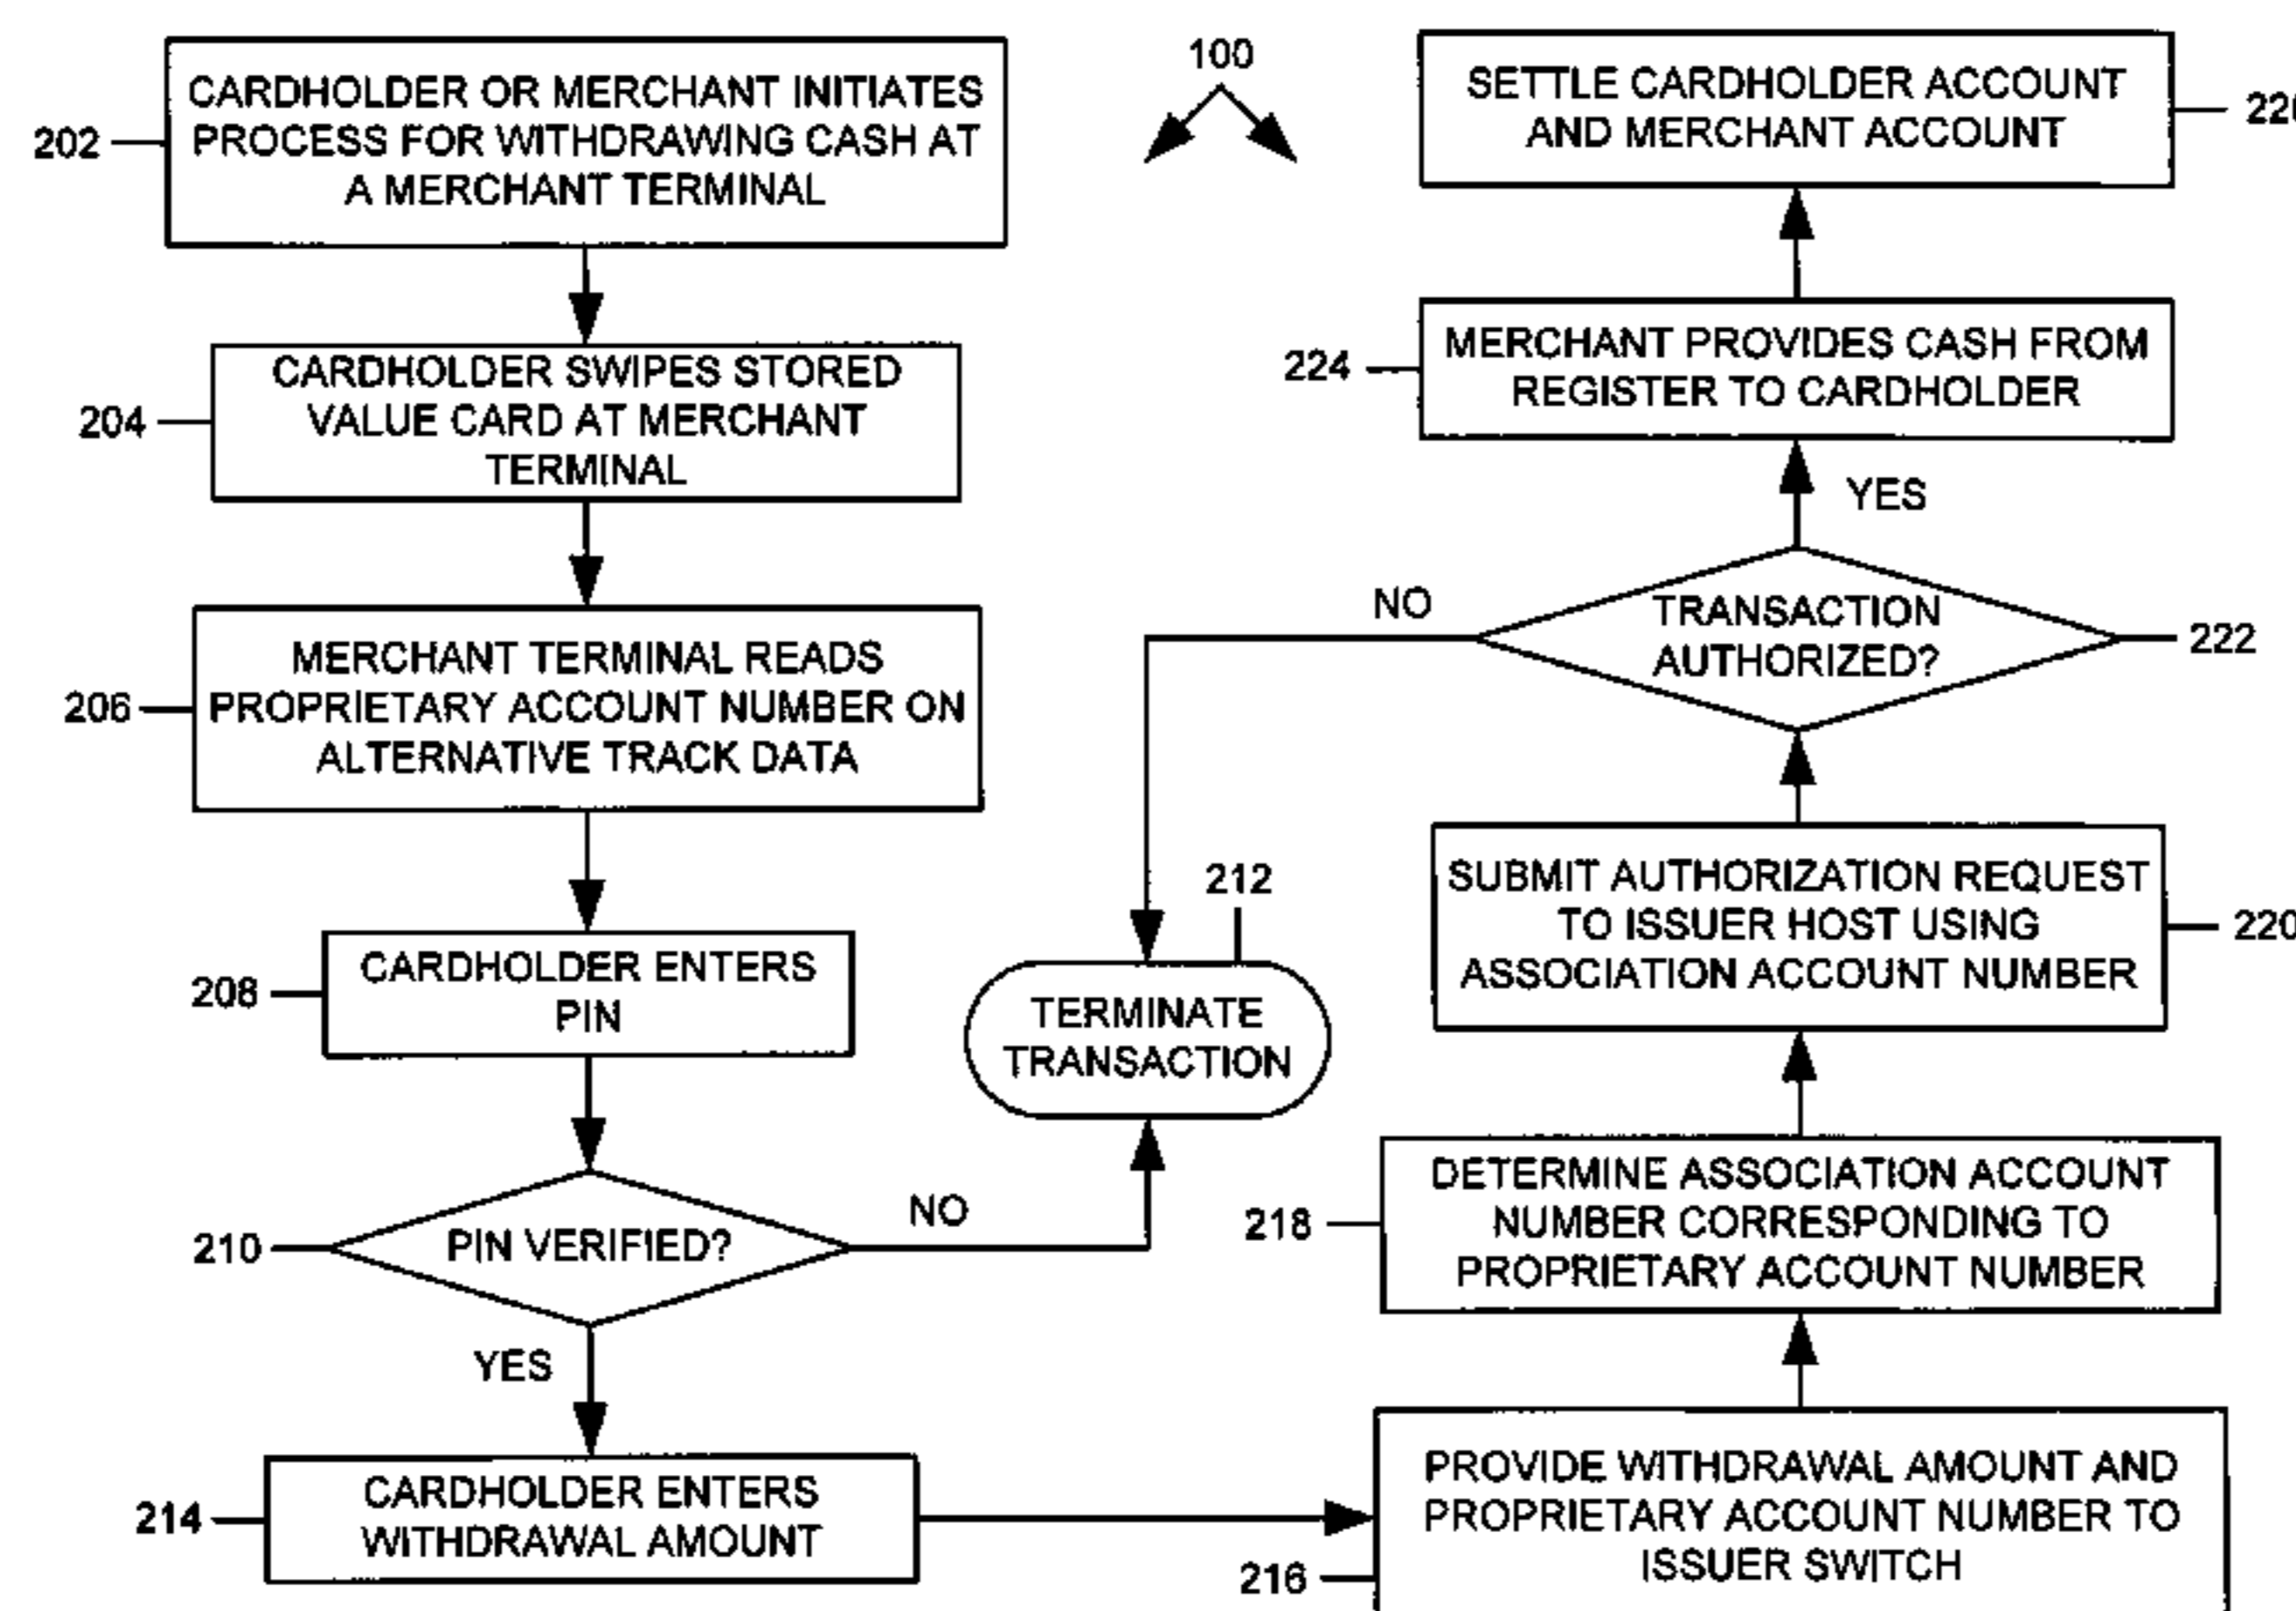 202
CARDHOLDER OR MERCHANT INITIATES
PROCESS FOR WITHDRAWING CASH AT
A MERCHANT TERMINAL
204
CARDHOLDER SWIPES STORED
VALUE CARD AT MERCHANT
TERMINAL
206
MERCHANT TERMINAL READS
PROPRIETARY ACCOUNT NUMBER ON
ALTERNATIVE TRACK DATA
208
CARDHOLDER ENTERS
PIN
210
PIN VERIFIED?
NO
YES
212
TERMINATE
TRANSACTION
214
CARDHOLDER ENTERS
WITHDRAWAL AMOUNT
216
PROVIDE WITHDRAWAL AMOUNT AND
PROPRIETARY ACCOUNT NUMBER TO
ISSUER SWITCH
218
DETERMINE ASSOCIATION ACCOUNT
NUMBER CORRESPONDING TO
PROPRIETARY ACCOUNT NUMBER
SUBMIT AUTHORIZATION REQUEST
TO ISSUER HOST USING
ASSOCIATION ACCOUNT NUMBER
220
TRANSACTION
AUTHORIZED?
222
NO
YES
224
MERCHANT PROVIDES CASH FROM
REGISTER TO CARDHOLDER
SETTLE CARDHOLDER ACCOUNT
AND MERCHANT ACCOUNT
100